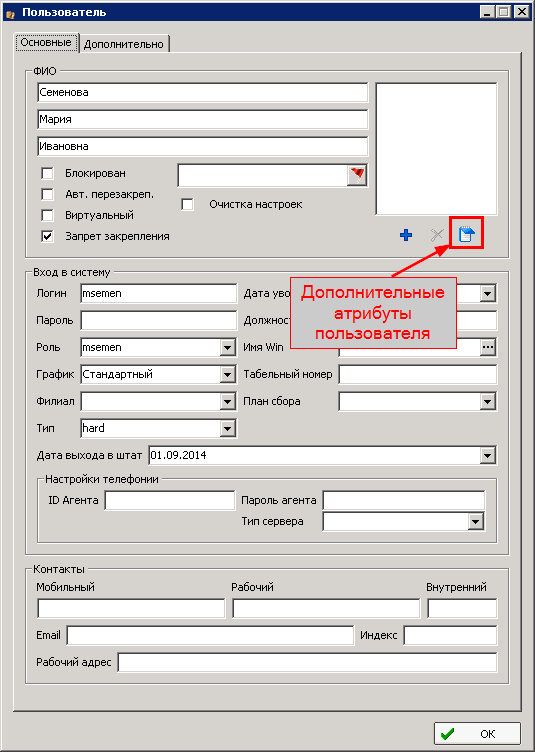 Пользователь
Основные
Дополнительно
ФИО
Семенова
Мария
Ивановна
Блокирован
Авт. перезакреп.
Виртуальный
Очистка настроек
Запрет закрепления
Вход в систему
Логин msemen Дата уво
Пароль Должнос
Дополнительные
атрибуты
пользователя
Роль msemen Имя Win
График Стандартный Табельный номер
Филиал План сбора
Тип hard
Дата выхода в штат 01.09.2014
Настройки телефонии
ID Агента Пароль агента
Тип сервера
Контакты
Мобильный Рабочий Внутренний
Email Индекс
Рабочий адрес
OK